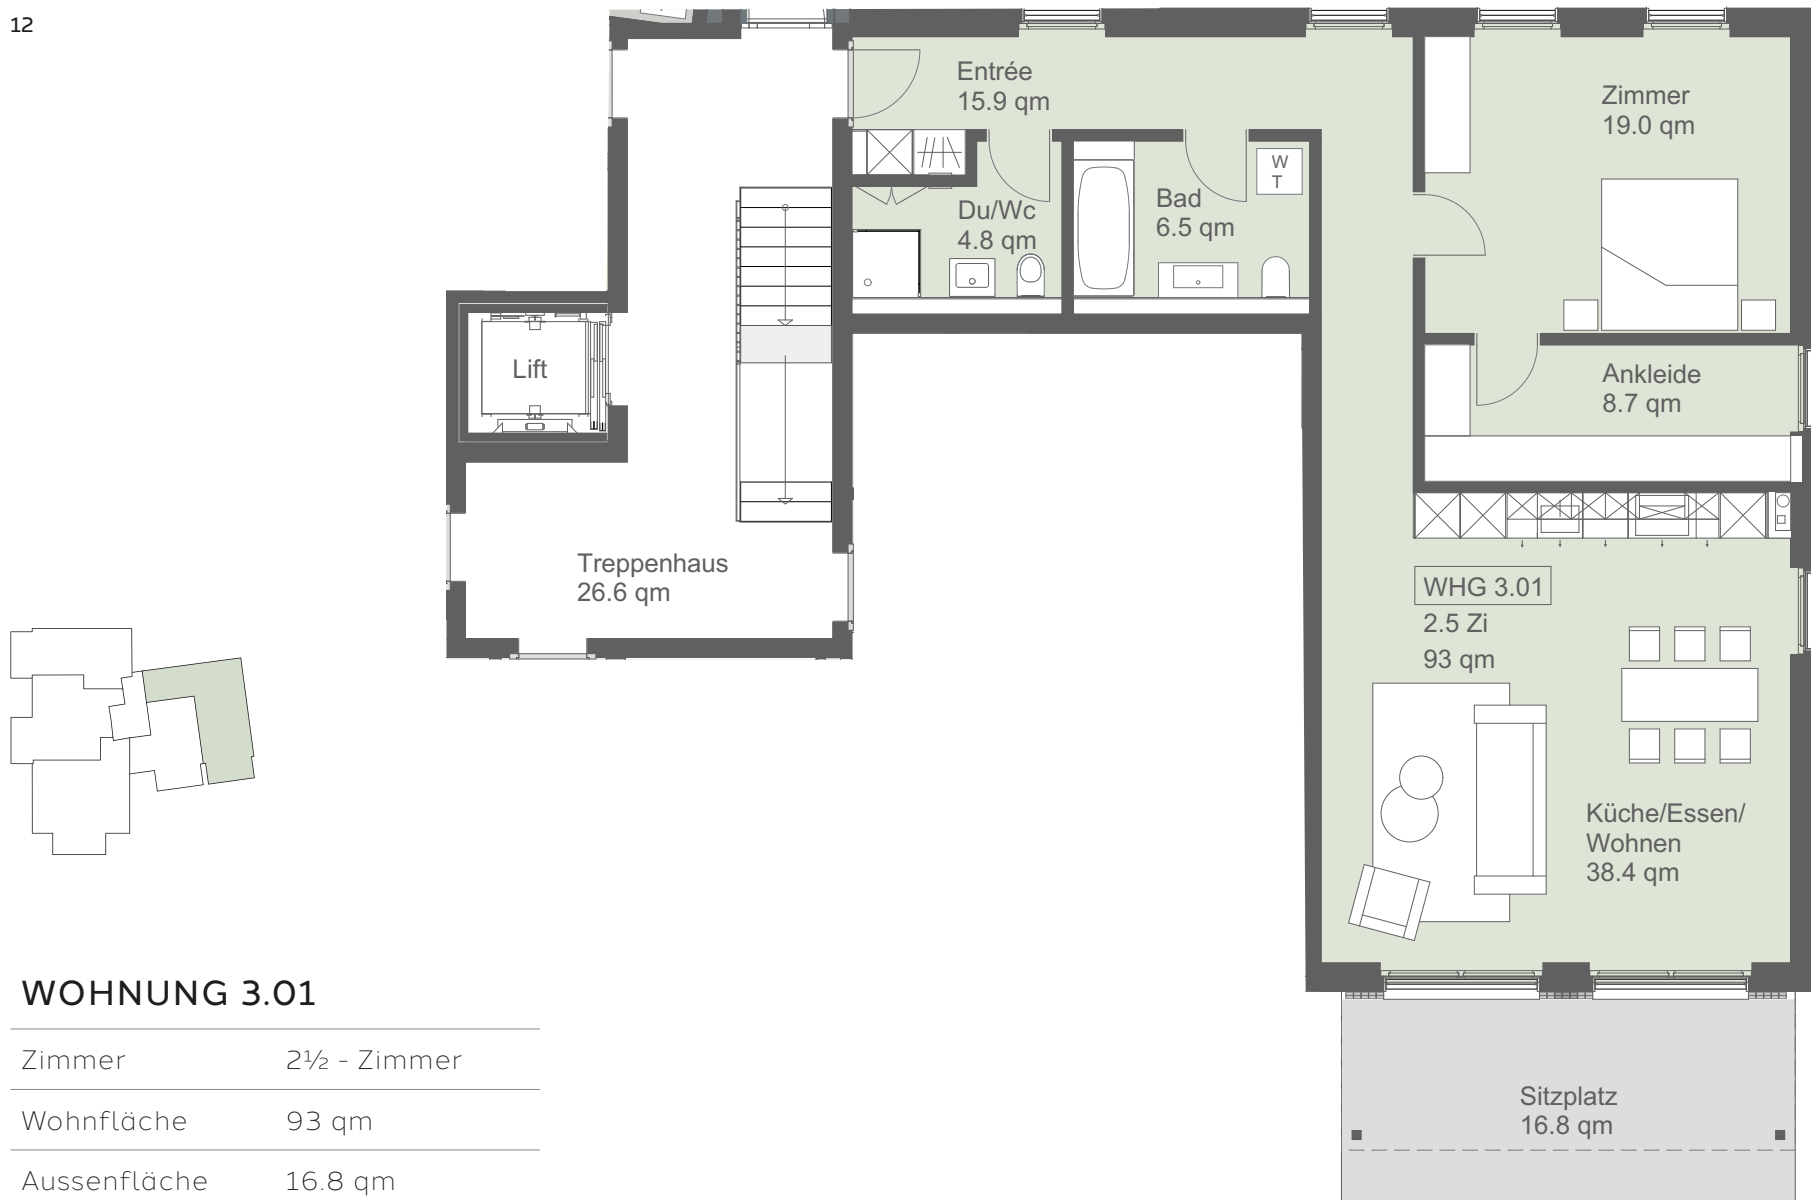 12
Entrée
15.9 qm
Zimmer
19.0 qm
W
T
Du/Wc
4.8 qm
Bad
6.5 qm
Lift
Ankleide
8.7 qm
Treppenhaus
26.6 qm
WHG 3.01
2.5 Zi
93 qm
Küche/Essen/
Wohnen
38.4 qm
WOHNUNG 3.01
Zimmer 2½ - Zimmer
Wohnfläche 93 qm
Aussenfläche 16.8 qm
Sitzplatz
16.8 qm